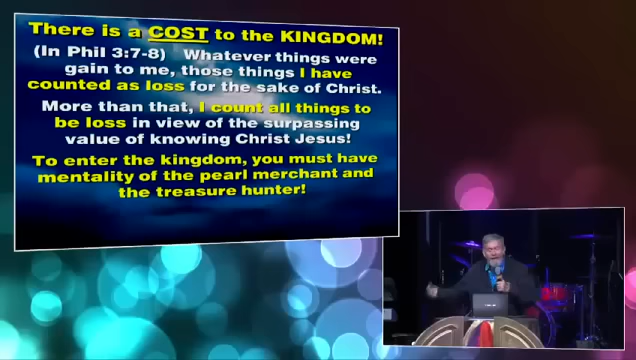 There is a COST to the KINGDOM!
(In Phil 3:7-8) Whatever things were
gain to me, those things I have
counted as loss for the sake of Christ.
More than that, I count all things to
be loss in view of the surpassing
value of knowing Christ Jesus!
To enter the kingdom, you must have
mentality of the pearl merchant and
the treasure hunter!